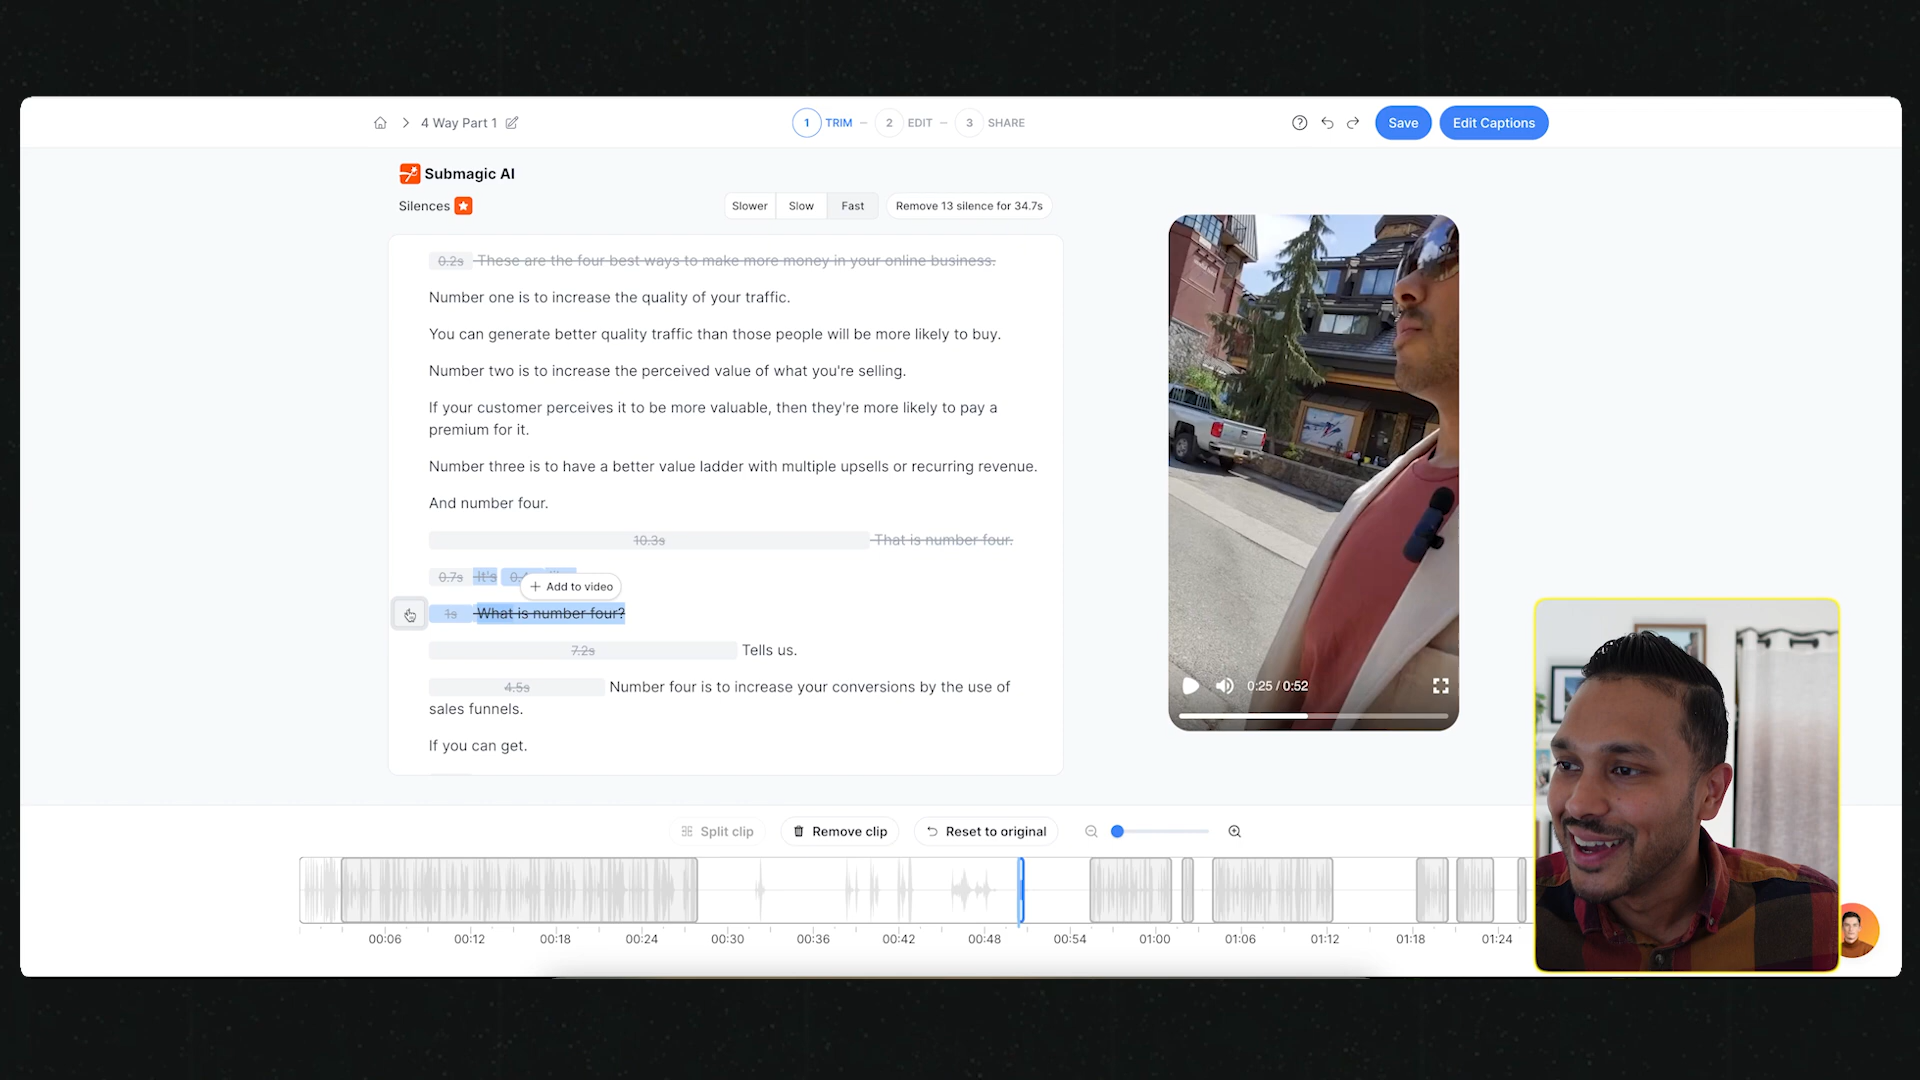 4 Way Part 1
1 TRIM
2 EDIT
3 SHARE
Save
Edit Captions
Submagic AI
Silences
Slower Slow Fast
Remove 13 silence for 34.7s
0.2s These are the four best ways to make more money in your online business.
Number one is to increase the quality of your traffic.
You can generate better quality traffic than those people will be more likely to buy.
Number two is to increase the perceived value of what you're selling.
If your customer perceives it to be more valuable, then they're more likely to pay a
premium for it.
Number three is to have a better value ladder with multiple upsells or recurring revenue.
And number four.
10.3s That is number four.
0.7s It's
+ Add to video
1s What is number four?
7.2s Tells us.
4.5s Number four is to increase your conversions by the use of
sales funnels.
If you can get.
0:25 / 0:52
Split clip
Remove clip
Reset to original
00:06 00:12 00:18 00:24 00:30 00:36 00:42 00:48 00:54 01:00 01:06 01:12 01:18 01:24